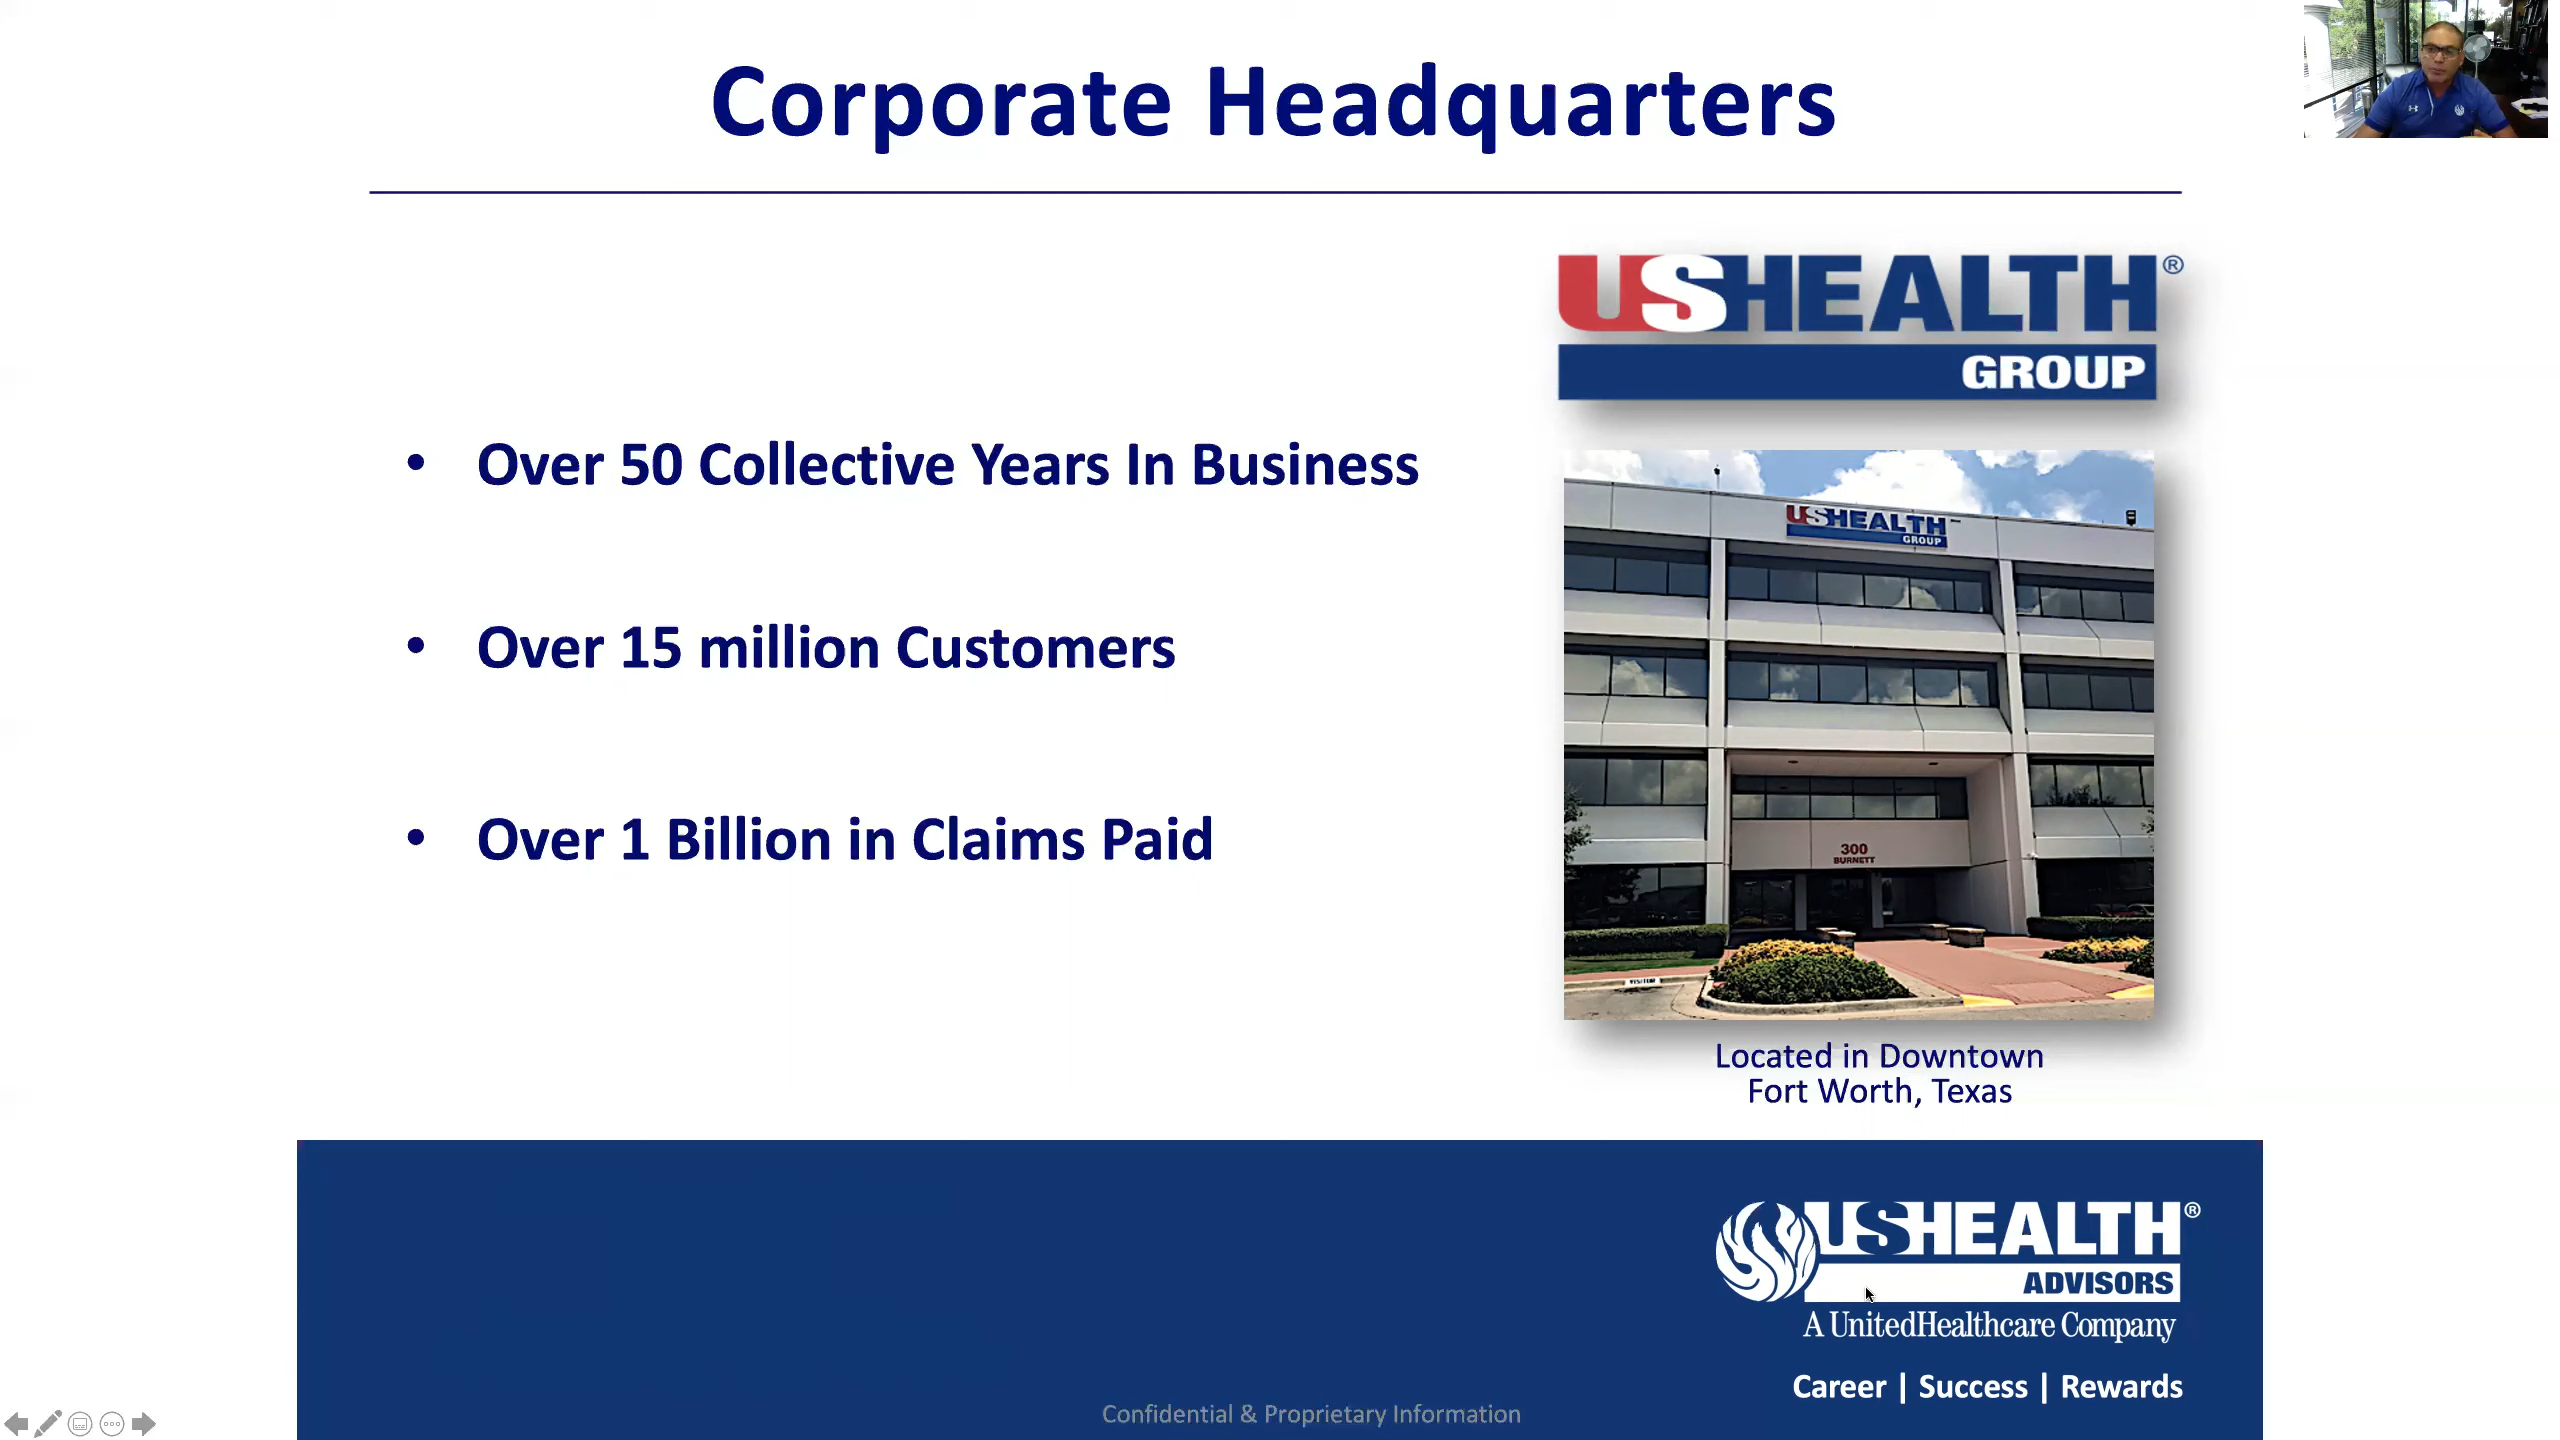 Corporate Headquarters
USHEALTH®
GROUP
• Over 50 Collective Years In Business
• Over 15 million Customers
• Over 1 Billion in Claims Paid
USHEALTH
GROUP
300
BURNETT
VISITOR
Located in Downtown
Fort Worth, Texas
USHEALTH®
ADVISORS
A UnitedHealthcare Company
Career | Success | Rewards
Confidential & Proprietary Information